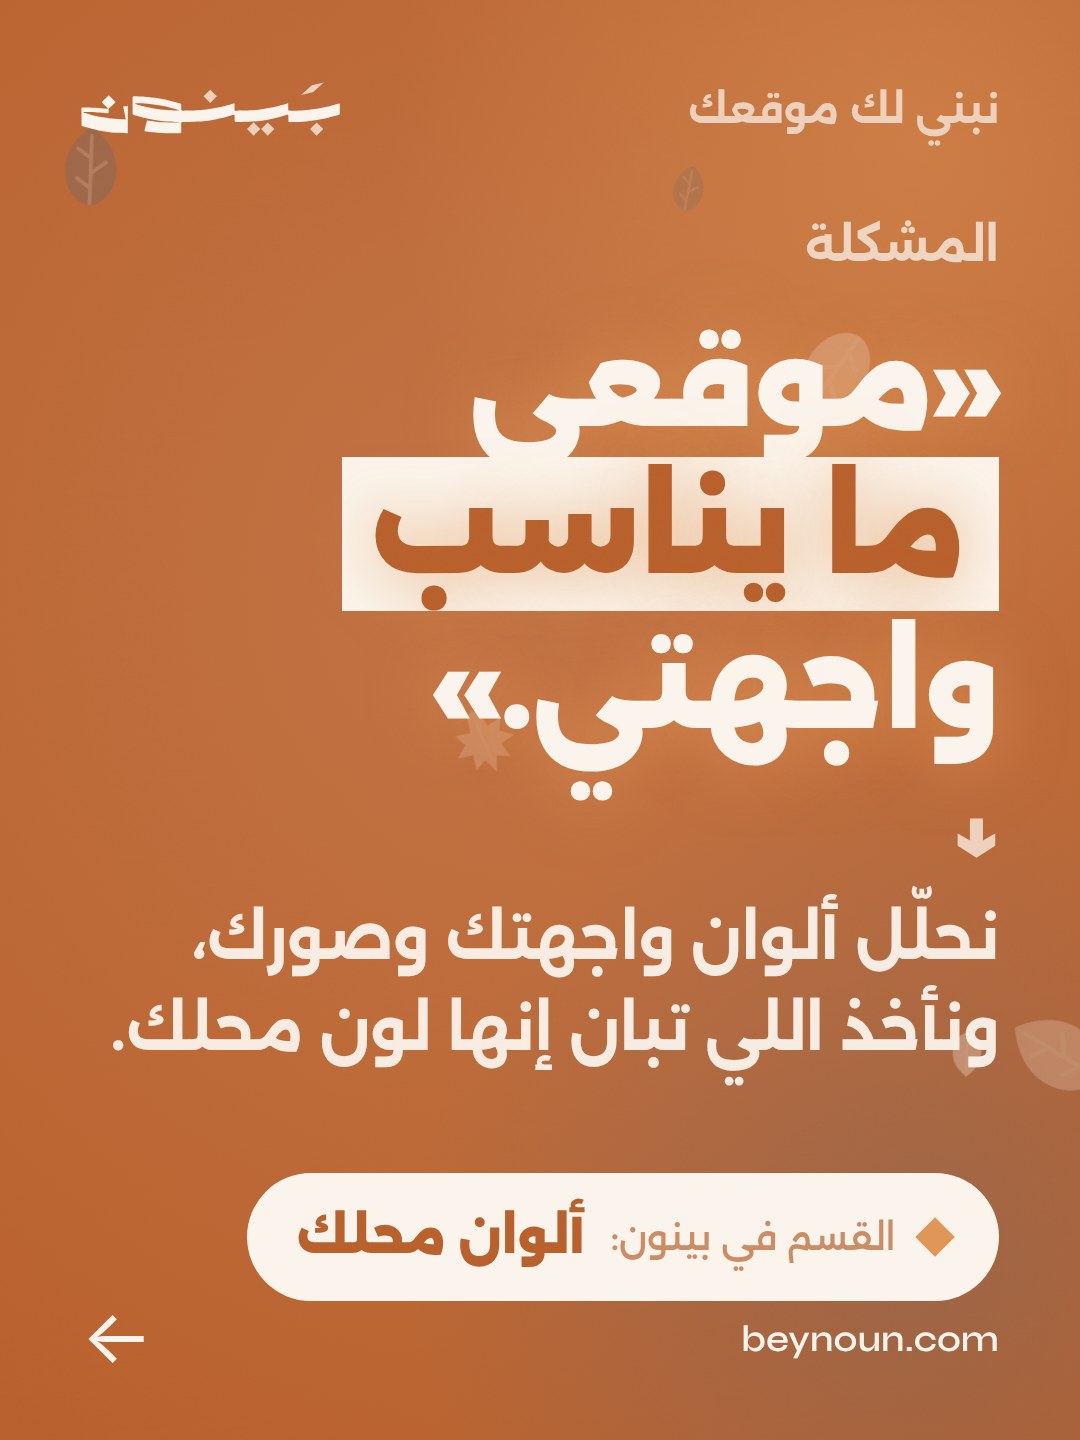 نبني لك موقعك
بَينون
المشكلة
«موقعي
ما يناسب
واجهتي.»
نحلّل ألوان واجهتك وصورك،
ونأخذ اللي تبان إنها لون محلك.
القسم في بينون: ألوان محلك
beynoun.com